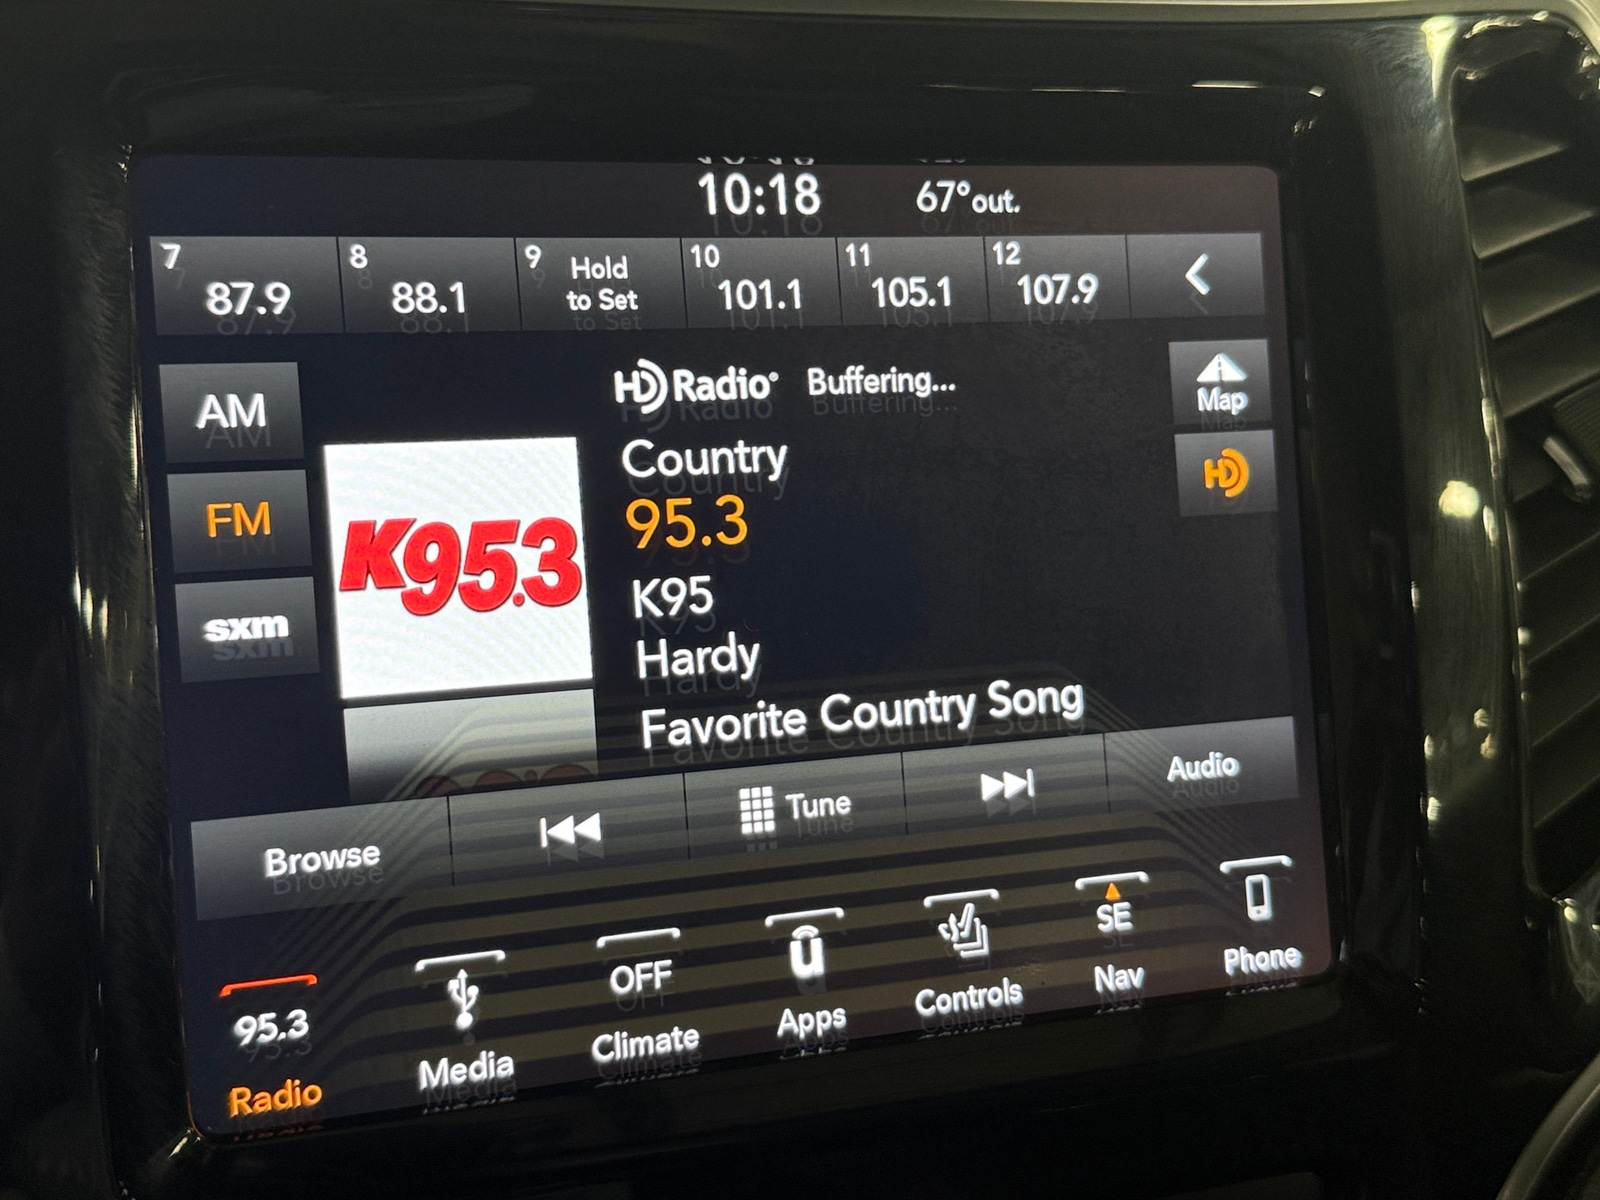 10:18 67°out.
7 87.9 8 88.1 9 Hold to Set 10 101.1 11 105.1 12 107.9
AM
FM
sxm
K95.3
HD Radio® Buffering...
Country
95.3
K95
Hardy
Favorite Country Song
Map
HD
Browse Tune Audio
95.3 OFF u SE
Radio Media Climate Apps Controls Nav Phone